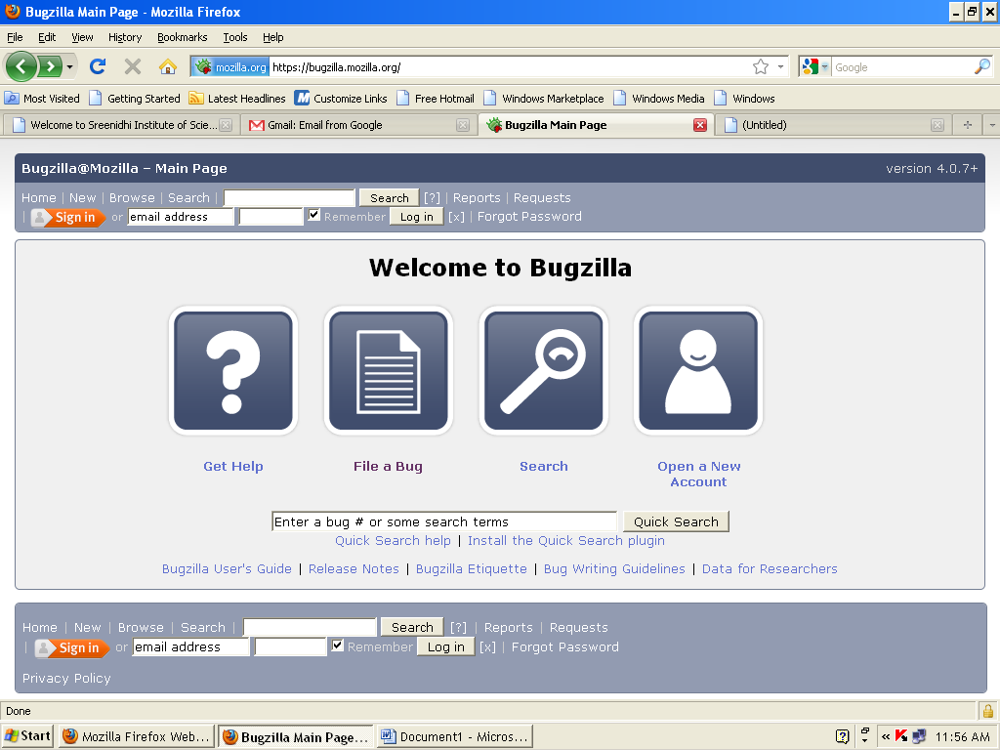 Bugzilla Main Page - Mozilla Firefox
File Edit View History Bookmarks Tools Help
mozilla.org https://bugzilla.mozilla.org/ Google
Most Visited Getting Started Latest Headlines Customize Links Free Hotmail Windows Marketplace Windows Media Windows
Welcome to Sreenidhi Institute of Scie... Gmail: Email from Google Bugzilla Main Page (Untitled)
Bugzilla@Mozilla – Main Page version 4.0.7+
Home | New | Browse | Search | Search [?] | Reports | Requests
| Sign in or email address Remember Log in [x] | Forgot Password
Welcome to Bugzilla
Get Help File a Bug Search Open a New
Account
Enter a bug # or some search terms Quick Search
Quick Search help | Install the Quick Search plugin
Bugzilla User's Guide | Release Notes | Bugzilla Etiquette | Bug Writing Guidelines | Data for Researchers
Home | New | Browse | Search | Search [?] | Reports | Requests
| Sign in or email address Remember Log in [x] | Forgot Password
Privacy Policy
Done
Start Mozilla Firefox Web... Bugzilla Main Page... Document1 - Micros... « 11:56 AM